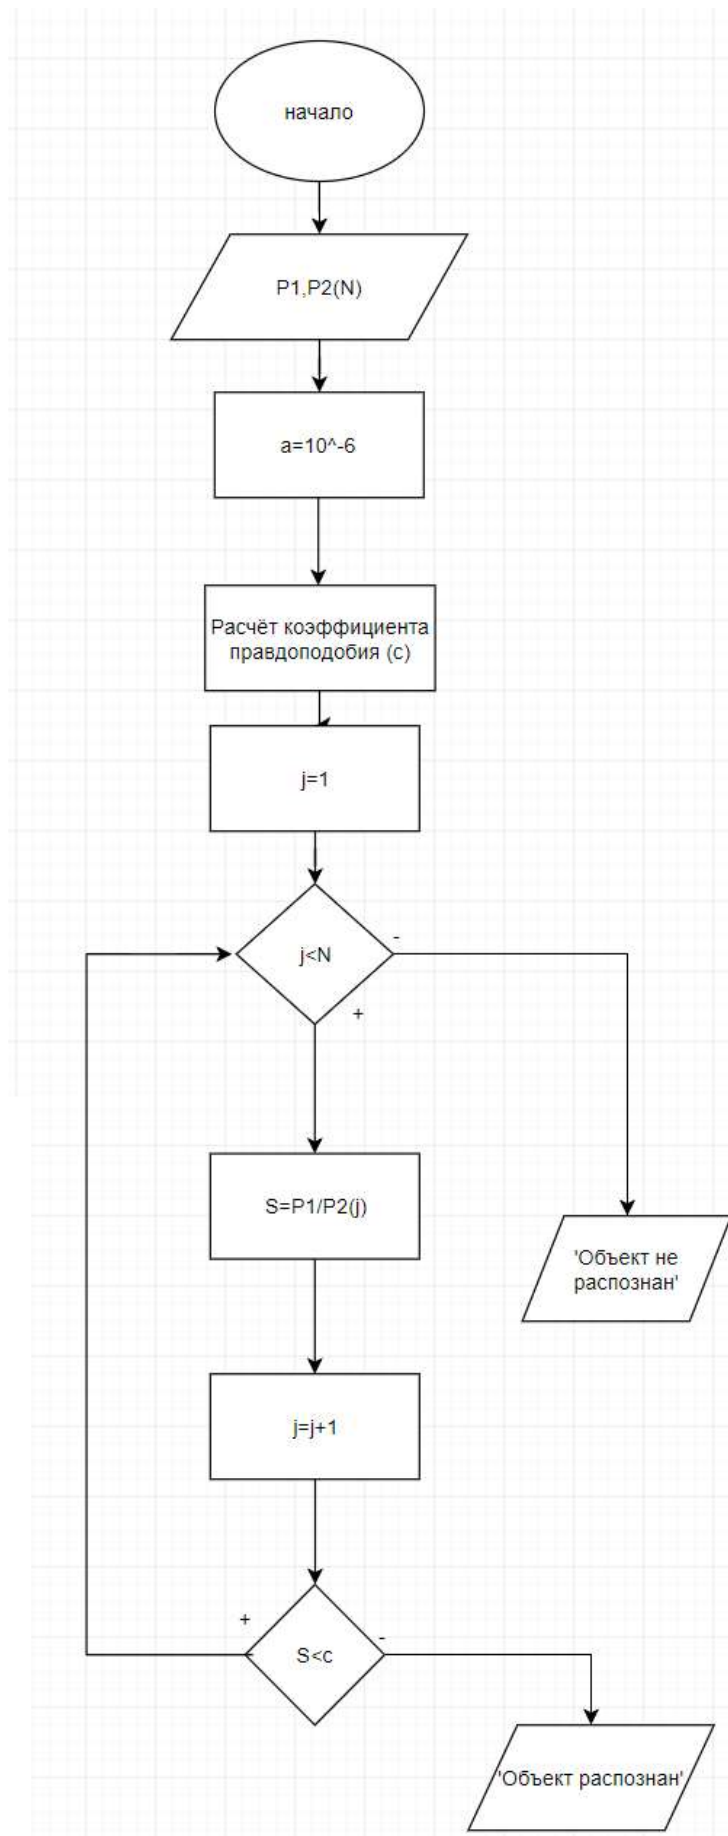 начало
P1,P2(N)
a=10^-6
Расчёт коэффициента
правдоподобия (c)
j=1
j<N
-
+
S=P1/P2(j)
'Объект не
распознан'
j=j+1
+
-
S<c
'Объект распознан'